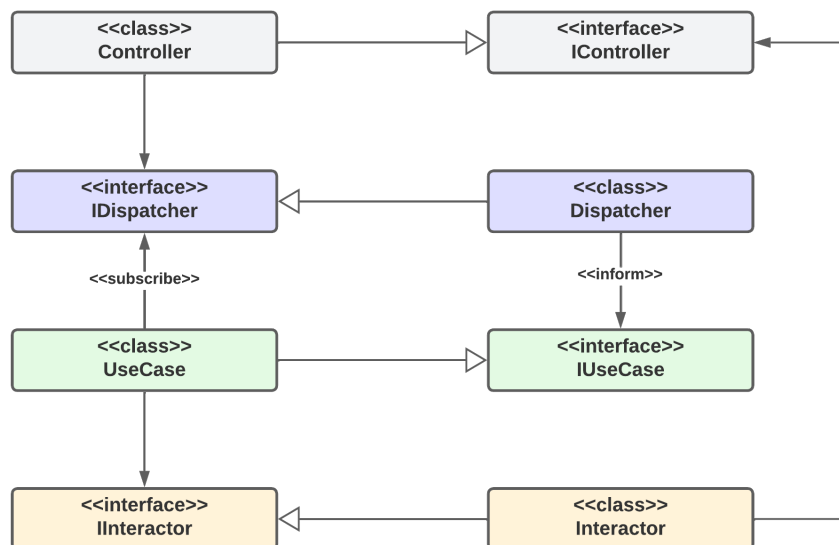 <<class>>
Controller
<<interface>>
IController
<<interface>>
IDispatcher
<<class>>
Dispatcher
<<subscribe>>
<<inform>>
<<class>>
UseCase
<<interface>>
IUseCase
<<interface>>
IInteractor
<<class>>
Interactor